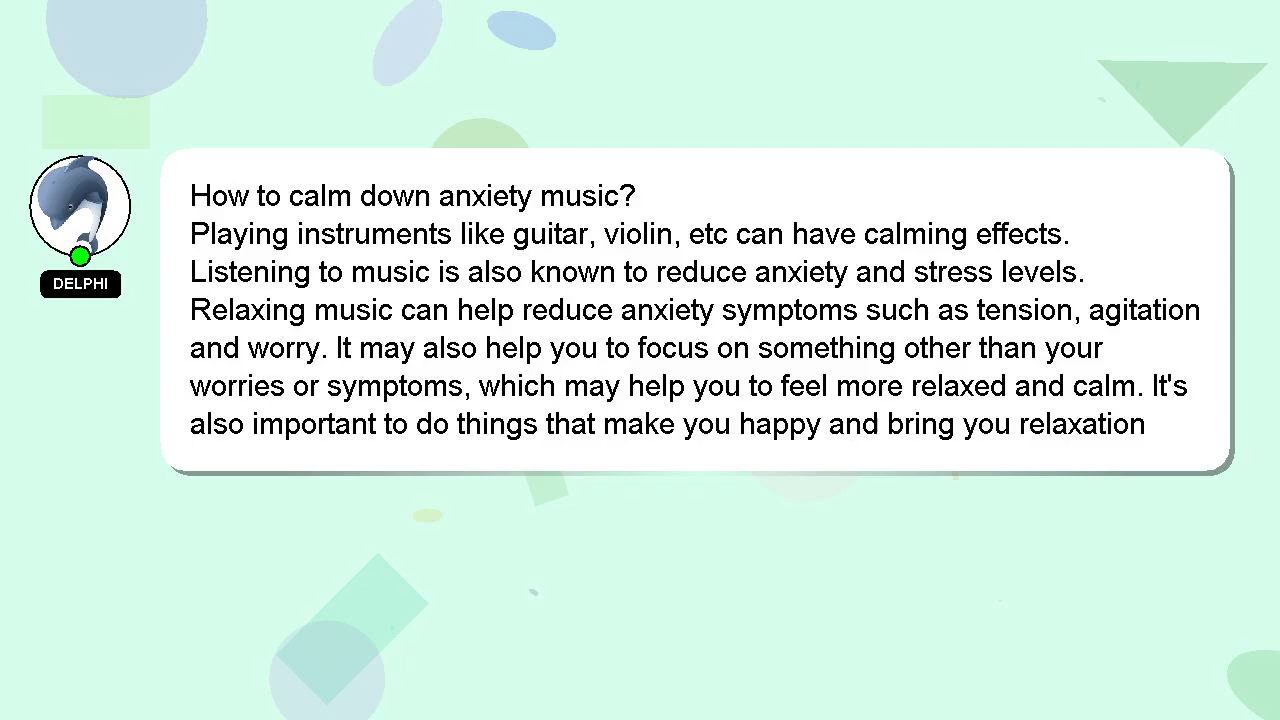 How to calm down anxiety music?
Playing instruments like guitar, violin, etc can have calming effects.
Listening to music is also known to reduce anxiety and stress levels.
Relaxing music can help reduce anxiety symptoms such as tension, agitation
and worry. It may also help you to focus on something other than your
worries or symptoms, which may help you to feel more relaxed and calm. It's
also important to do things that make you happy and bring you relaxation
DELPHI